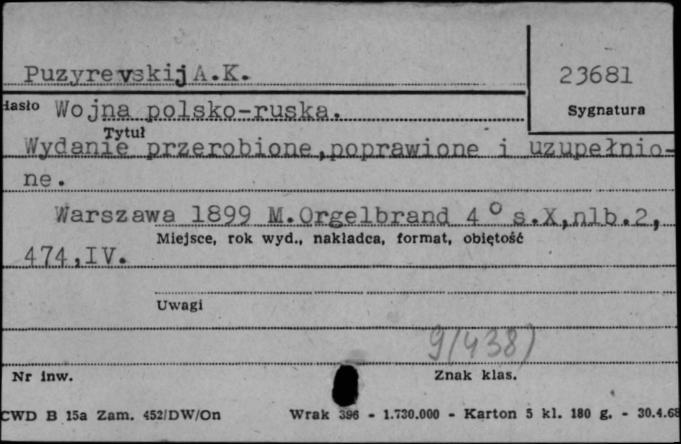 Puzyrevskij A.K.
23681
Hasło
Sygnatura
Wojna polsko-ruska.
Tytuł
Wydanie przerobione,poprawione i uzupełnio-
ne.
Warszawa 1899 M.Orgelbrand 4° s.X,nlb.2,
Miejsce, rok wyd., nakładca, format, objętość
474,IV.
Uwagi
9/438)
Nr inw.
Znak klas.
CWD B 15a Zam. 452/DW/On
Wrak 396 - 1.730.000 - Karton 5 kl. 180 g. - 30.4.68